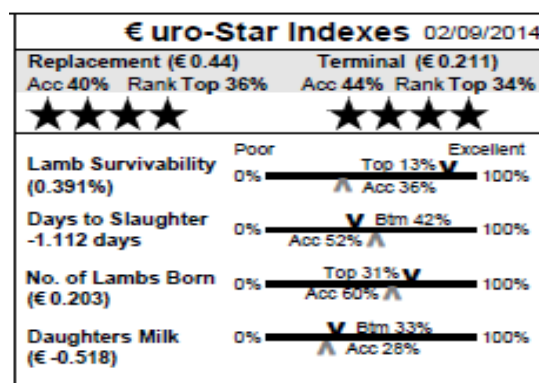 € uro-Star Indexes 02/09/2014
Replacement (€ 0.44) Terminal (€ 0.211)
Acc 40% Rank Top 36% Acc 44% Rank Top 34%
★★★★ ★★★★
Poor Excellent
Lamb Survivability 0% Top 13% 100%
(0.391%) Acc 36%
Days to Slaughter 0% Btm 42% 100%
-1.112 days Acc 52%
No. of Lambs Born 0% Top 31% 100%
(€ 0.203) Acc 60%
Daughters Milk 0% Btm 33% 100%
(€ -0.518) Acc 28%